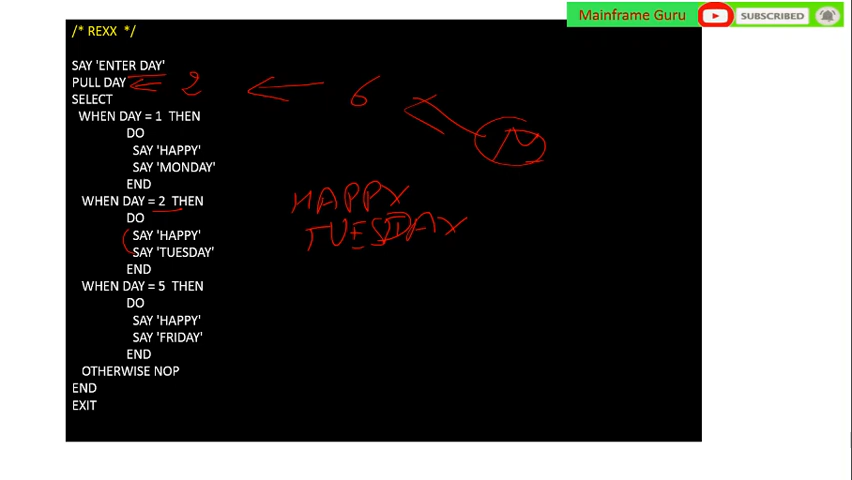 Mainframe Guru
SUBSCRIBED
/* REXX */
SAY 'ENTER DAY'
PULL DAY 2 6
SELECT
WHEN DAY = 1 THEN
DO
SAY 'HAPPY'
SAY 'MONDAY'
END
WHEN DAY = 2 THEN
DO
SAY 'HAPPY'
SAY 'TUESDAY'
END
WHEN DAY = 5 THEN
DO
SAY 'HAPPY'
SAY 'FRIDAY'
END
OTHERWISE NOP
END
EXIT
HAPPY
TUESDAY